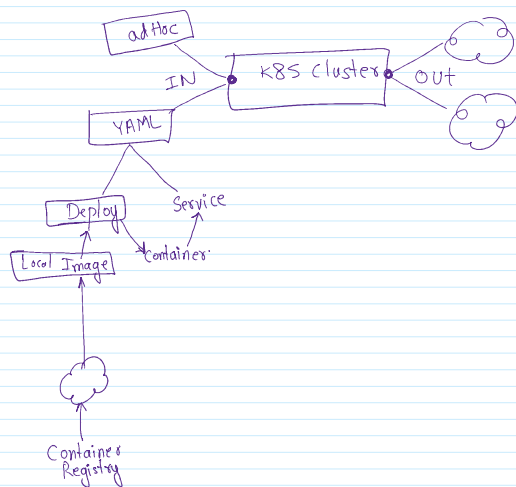 adHoc
IN
K8S Cluster
OUT
YAML
Deploy
Service
Container.
Local Image
Container
Registry